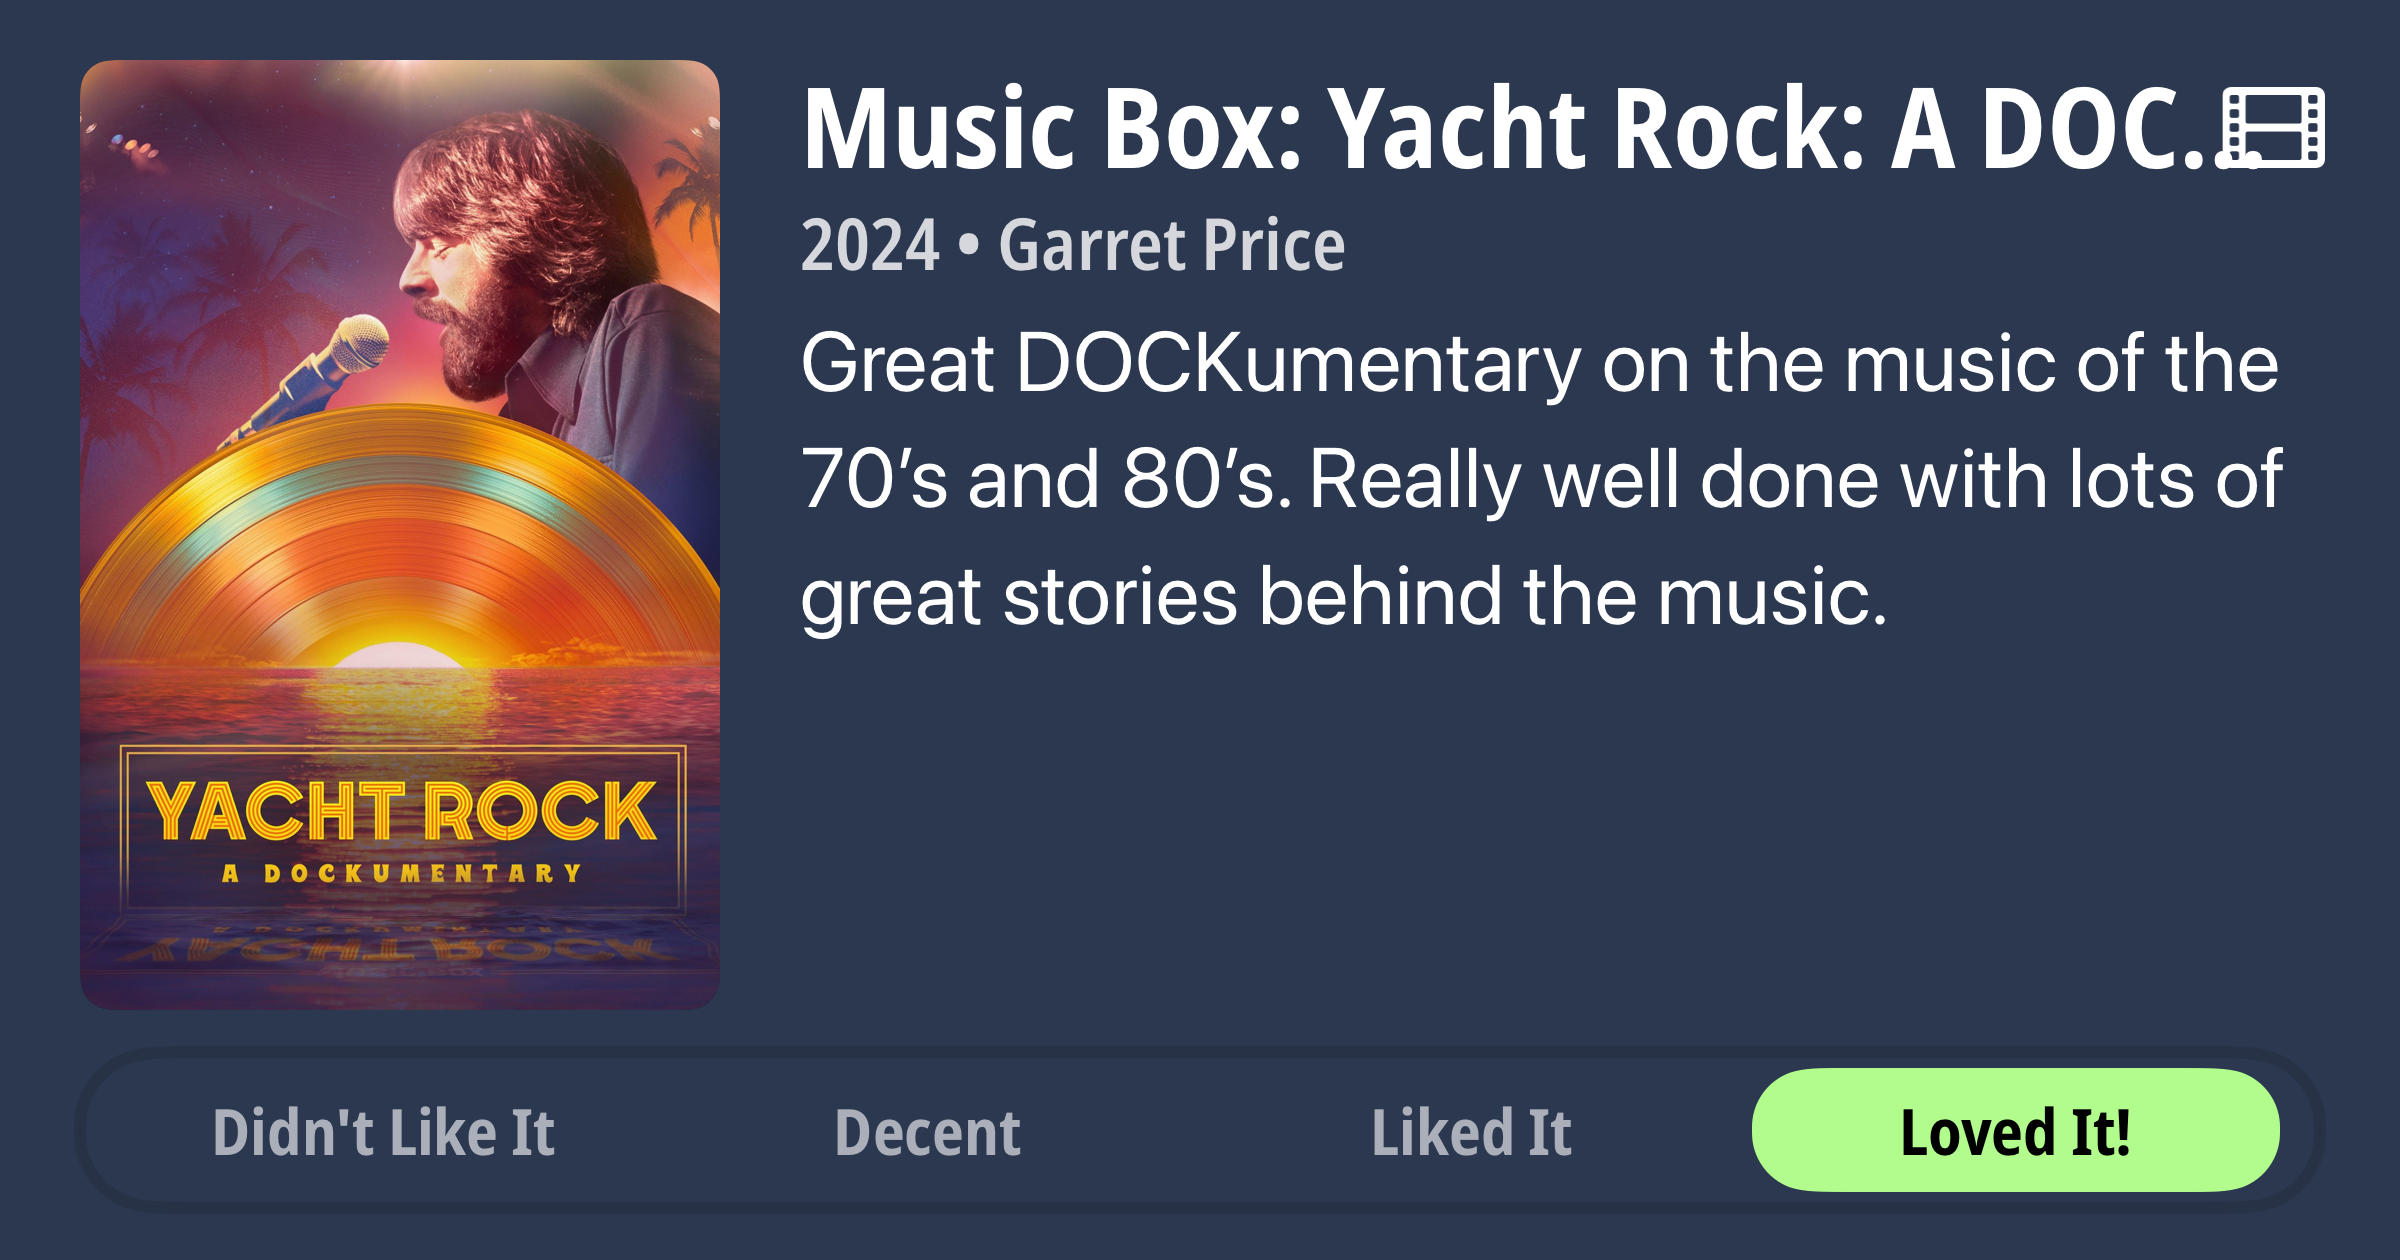 Music Box: Yacht Rock: A DOC...
2024 • Garret Price
Great DOCKumentary on the music of the
70’s and 80’s. Really well done with lots of
great stories behind the music.
YACHT ROCK
A DOCKUMENTARY
Didn't Like It
Decent
Liked It
Loved It!